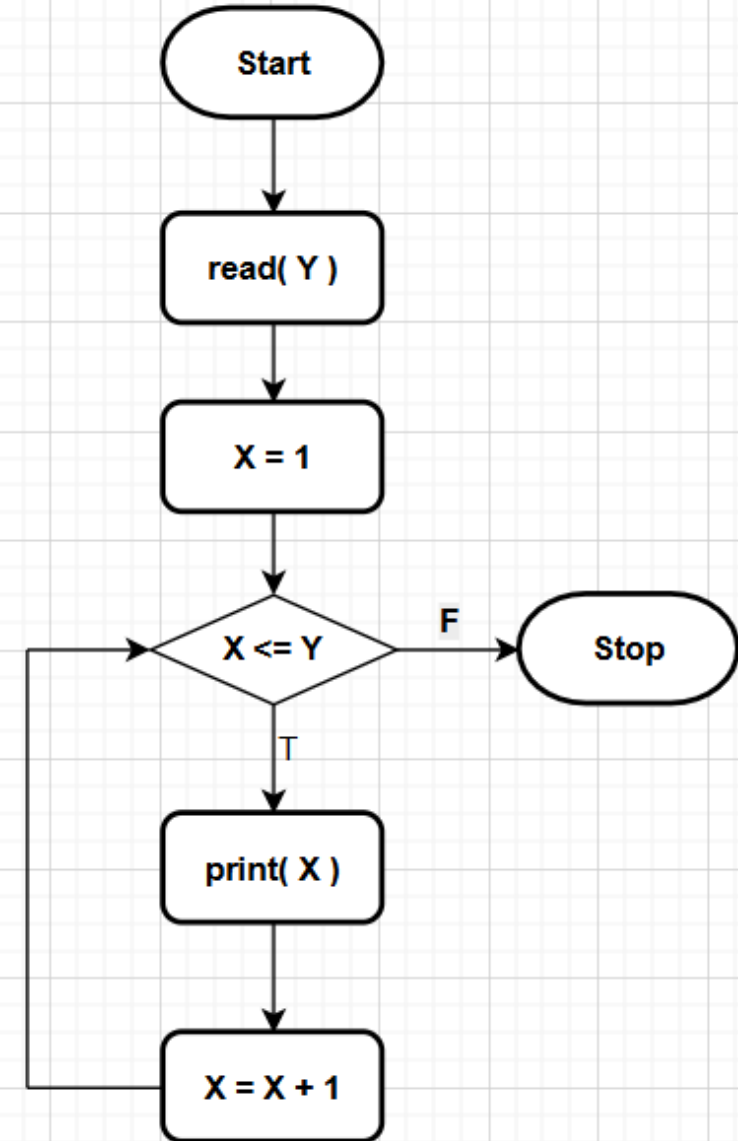 Start
read( Y )
X = 1
X <= Y
F
Stop
T
print( X )
X = X + 1